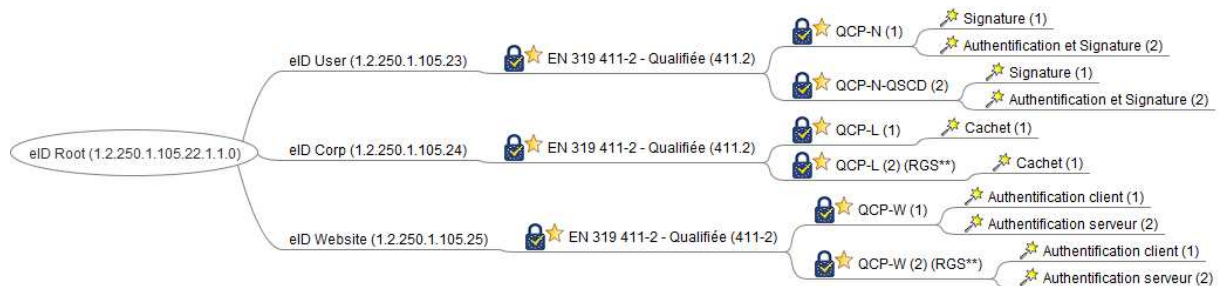 eID Root (1.2.250.1.105.22.1.1.0)
eID User (1.2.250.1.105.23)
EN 319 411-2 - Qualifiée (411.2)
QCP-N (1)
Signature (1)
Authentification et Signature (2)
QCP-N-QSCD (2)
Signature (1)
Authentification et Signature (2)
eID Corp (1.2.250.1.105.24)
EN 319 411-2 - Qualifiée (411.2)
QCP-L (1)
Cachet (1)
QCP-L (2) (RGS**)
Cachet (1)
eID Website (1.2.250.1.105.25)
EN 319 411-2 - Qualifiée (411-2)
QCP-W (1)
Authentification client (1)
Authentification serveur (2)
QCP-W (2) (RGS**)
Authentification client (1)
Authentification serveur (2)